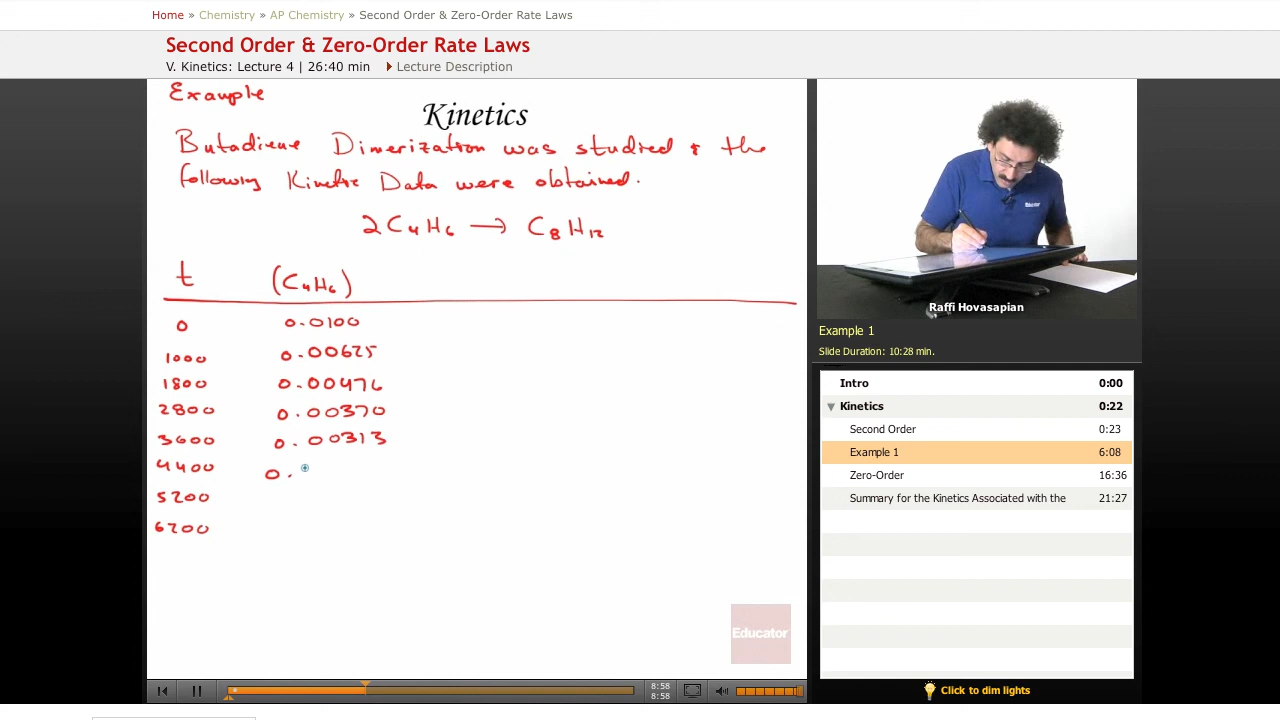 Home » Chemistry » AP Chemistry » Second Order & Zero-Order Rate Laws
Second Order & Zero-Order Rate Laws
V. Kinetics: Lecture 4 | 26:40 min Lecture Description
Example
Kinetics
Butadiene Dimerization was studied & the
following Kinetic Data were obtained.
2C₄H₆ → C₈H₁₂
t (C₄H₆)
0 0.0100
1000 0.00625
1800 0.00476
2800 0.00370
3600 0.00313
4400 0.
5200
6200
Educator
8:58
8:58
Educator
Raffi Hovasapian
Example 1
Slide Duration: 10:28 min.
Intro 0:00
Kinetics 0:22
Second Order 0:23
Example 1 6:08
Zero-Order 16:36
Summary for the Kinetics Associated with the 21:27
Click to dim lights